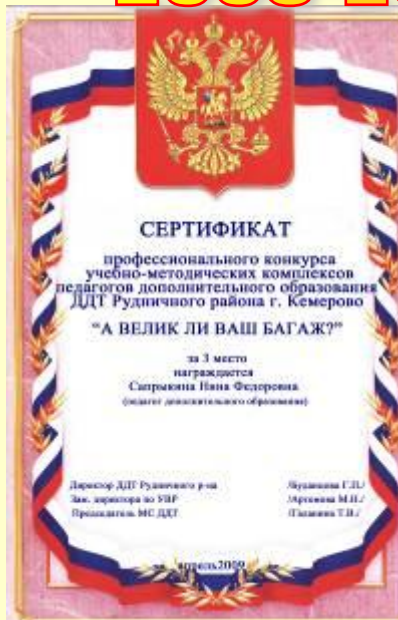 СЕРТИФИКАТ
профессионального конкурса
учебно-методических комплексов
педагогов дополнительного образования
ДДТ Рудничного района г. Кемерово
"А ВЕЛИК ЛИ ВАШ БАГАЖ?"
за 3 место
награждается
Сапрыкина Нина Федоровна
(педагог дополнительного образования)
Директор ДДТ Рудничного р-на
Зам. директора по УВР /Артемова М.Н./
Председатель МС ДДТ
апрель 2009